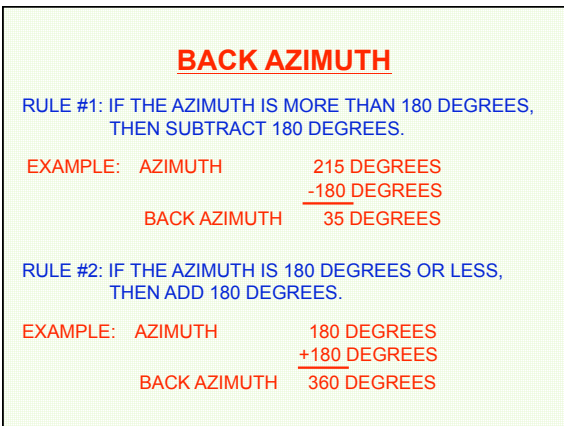 BACK AZIMUTH
RULE #1: IF THE AZIMUTH IS MORE THAN 180 DEGREES,
THEN SUBTRACT 180 DEGREES.
EXAMPLE: AZIMUTH 215 DEGREES
-180 DEGREES
BACK AZIMUTH 35 DEGREES
RULE #2: IF THE AZIMUTH IS 180 DEGREES OR LESS,
THEN ADD 180 DEGREES.
EXAMPLE: AZIMUTH 180 DEGREES
+180 DEGREES
BACK AZIMUTH 360 DEGREES